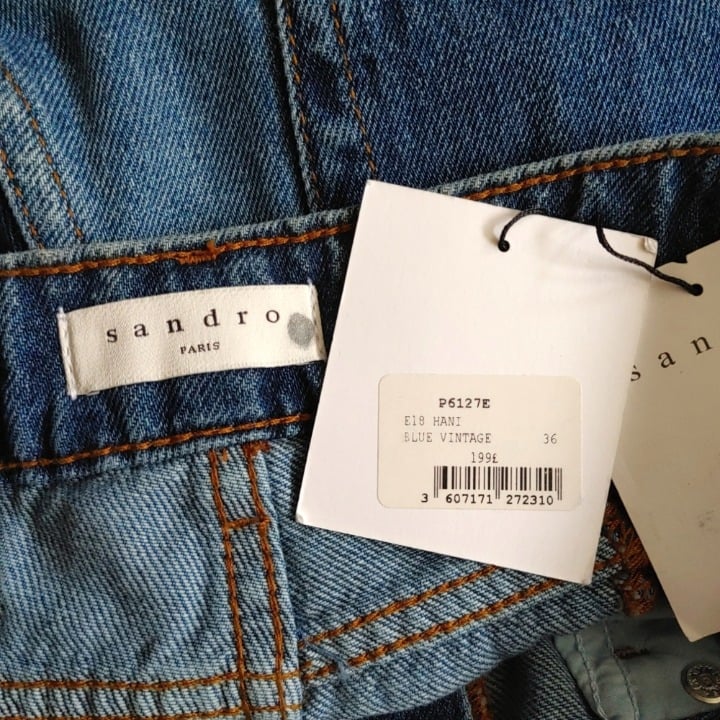 sandro
PARIS
P6127E
E18 HANI
BLUE VINTAGE 36
199£
3 607171 272310
san